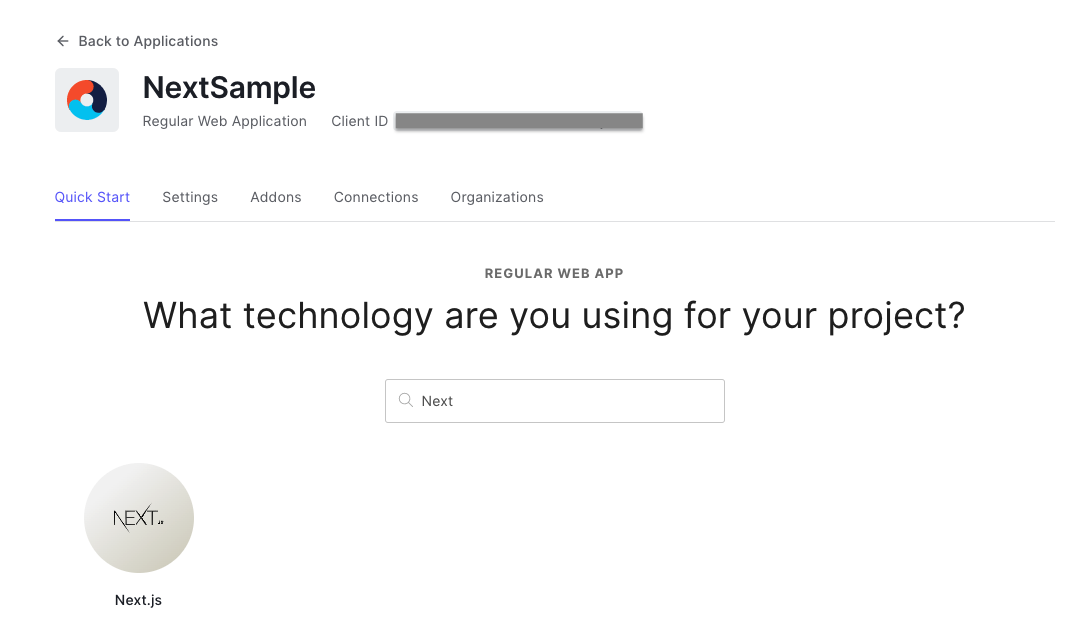 Back to Applications
NextSample
Regular Web Application Client ID
Quick Start Settings Addons Connections Organizations
REGULAR WEB APP
What technology are you using for your project?
Next
NEXT.JS
Next.js